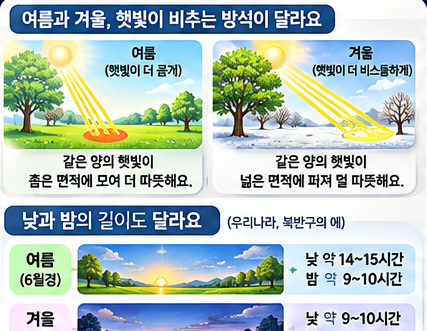 여름과 겨울, 햇빛이 비추는 방석이 달라요
여름
(햇빛이 더 곧게)
겨울
(햇빛이 더 비스듬하게)
같은 양의 햇빛이
좁은 면적에 모여 더 따뜻해요.
같은 양의 햇빛이
넒은 면적에 퍼져 덜 따뜻해요.
낮과 밤의 길이도 달라요
(우리나라, 북반구의 예)
여름
(6월경)
낮 약 14~15시간
밤 약 9~10시간
겨울
낮 약 9~10시간